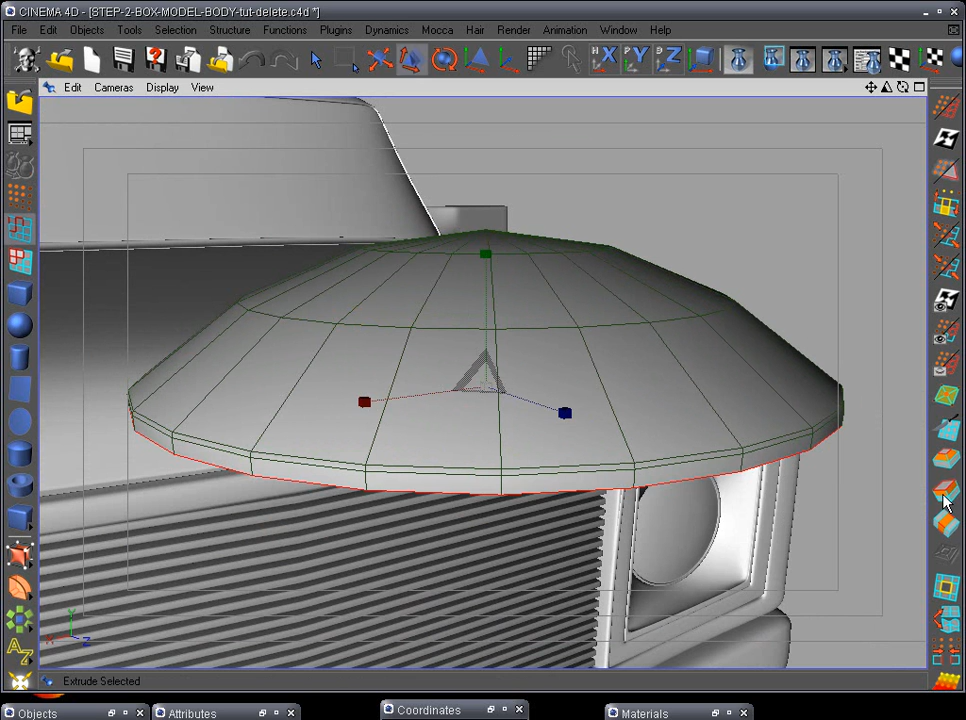 CINEMA 4D - [STEP-2-BOX-MODEL-BODY-tut-delete.c4d *]
File Edit Objects Tools Selection Structure Functions Plugins Dynamics Mocca Hair Render Animation Window Help
X Y Z
Edit Cameras Display View
Y
X Z
A Z
Extrude Selected
Objects Attributes Coordinates Materials